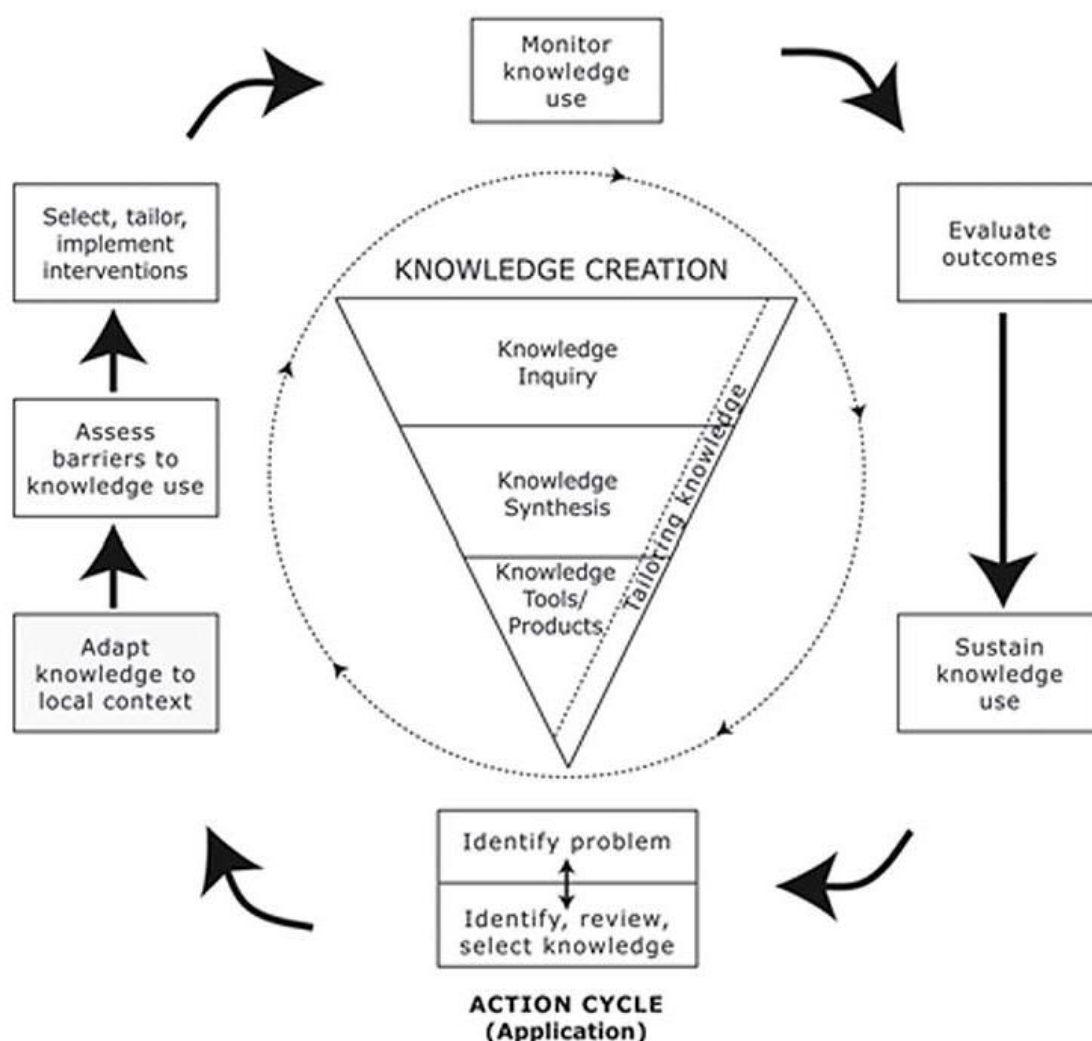 Monitor
knowledge
use
Select, tailor,
implement
interventions
Evaluate
outcomes
KNOWLEDGE CREATION
Knowledge
Inquiry
Assess
barriers to
knowledge use
Knowledge
Synthesis
Tailoring knowledge
Knowledge
Tools/
Products
Adapt
knowledge to
local context
Sustain
knowledge
use
Identify problem
Identify, review,
select knowledge
ACTION CYCLE
(Application)